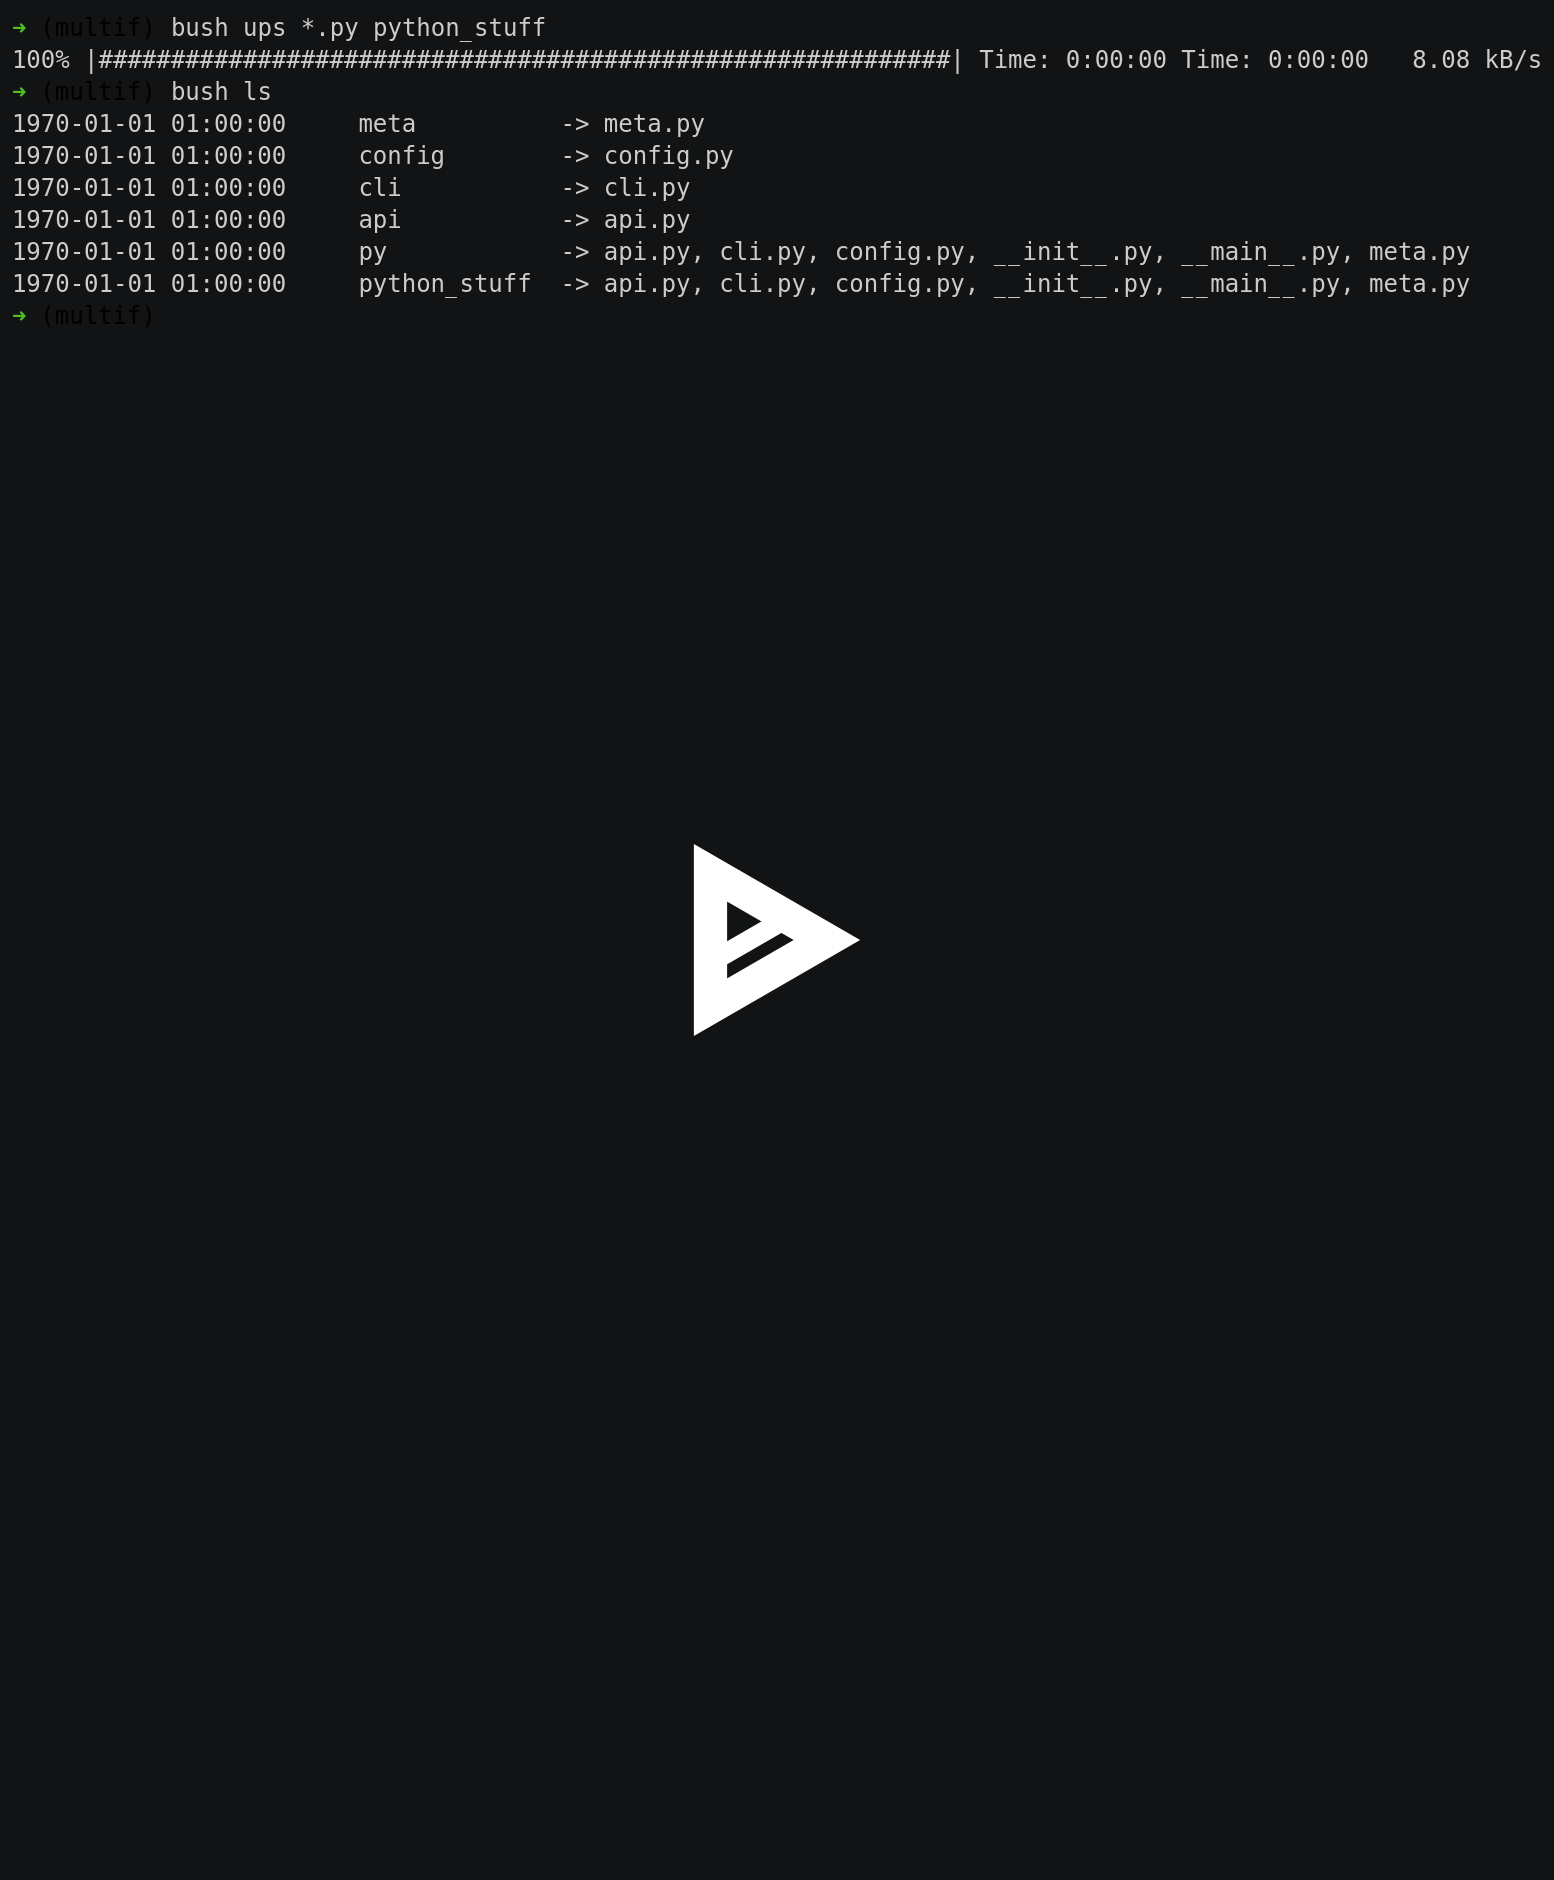 ➜ (multif) bush ups *.py python_stuff
100% |###########################################################| Time: 0:00:00 Time: 0:00:00   8.08 kB/s
➜ (multif) bush ls
1970-01-01 01:00:00     meta          -> meta.py
1970-01-01 01:00:00     config        -> config.py
1970-01-01 01:00:00     cli           -> cli.py
1970-01-01 01:00:00     api           -> api.py
1970-01-01 01:00:00     py            -> api.py, cli.py, config.py, __init__.py, __main__.py, meta.py
1970-01-01 01:00:00     python_stuff  -> api.py, cli.py, config.py, __init__.py, __main__.py, meta.py
➜ (multif)